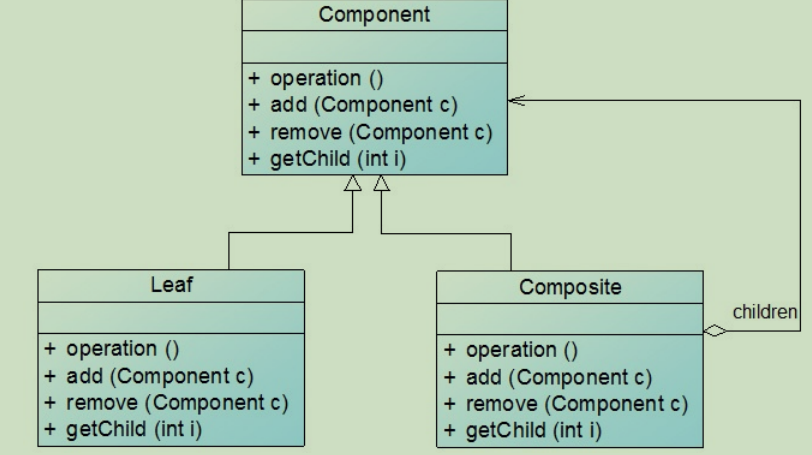 Component
+ operation ()
+ add (Component c)
+ remove (Component c)
+ getChild (int i)
Leaf
+ operation ()
+ add (Component c)
+ remove (Component c)
+ getChild (int i)
Composite
+ operation ()
+ add (Component c)
+ remove (Component c)
+ getChild (int i)
children